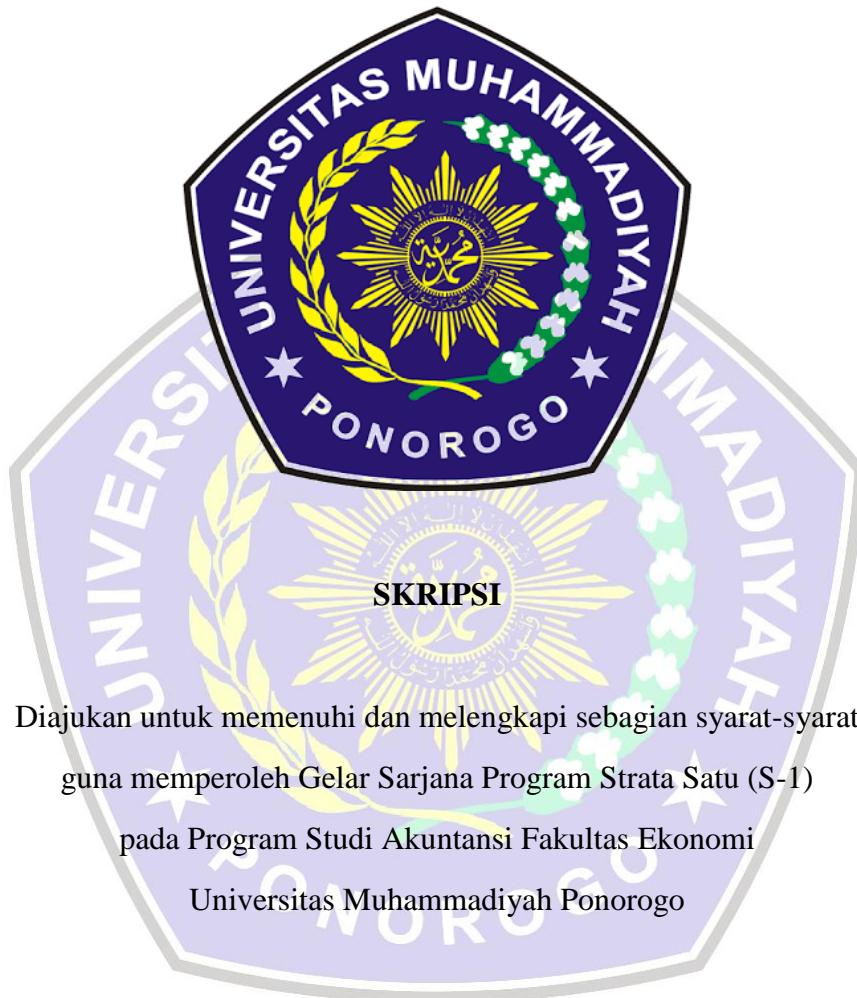 UNIVERSITAS MUHAMMADIYAH
PONOROGO
محمدية
SKRIPSI
Diajukan untuk memenuhi dan melengkapi sebagian syarat-syarat
guna memperoleh Gelar Sarjana Program Strata Satu (S-1)
pada Program Studi Akuntansi Fakultas Ekonomi
Universitas Muhammadiyah Ponorogo